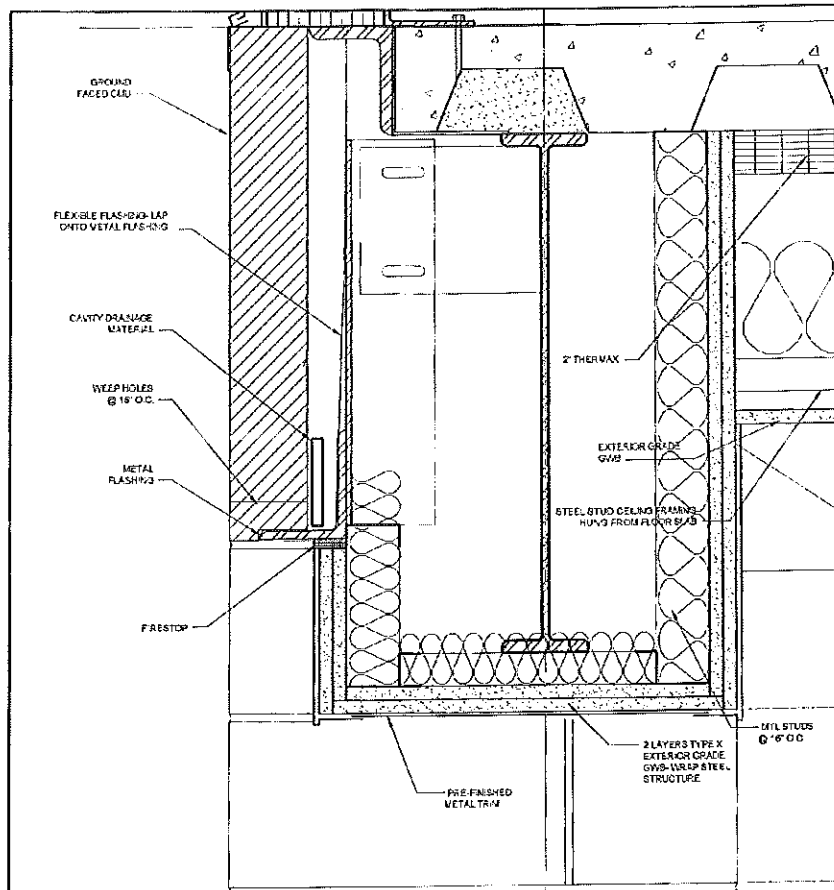 GROUND
FACED CMU
FLEXIBLE FLASHING- LAP
ONTO METAL FLASHING
CAVITY DRAINAGE
MATERIAL
WEEP HOLES
@ 16" O.C.
METAL
FLASHING
FIRESTOP
2" THERMAX
EXTERIOR GRADE
GWB
STEEL STUD CEILING FRAMING
HUNG FROM FLOOR SLAB
MTL STUDS
@ 16" O.C.
2 LAYERS TYPE X
EXTERIOR GRADE
GWB- WRAP STEEL
STRUCTURE
PRE-FINISHED
METAL TRIM